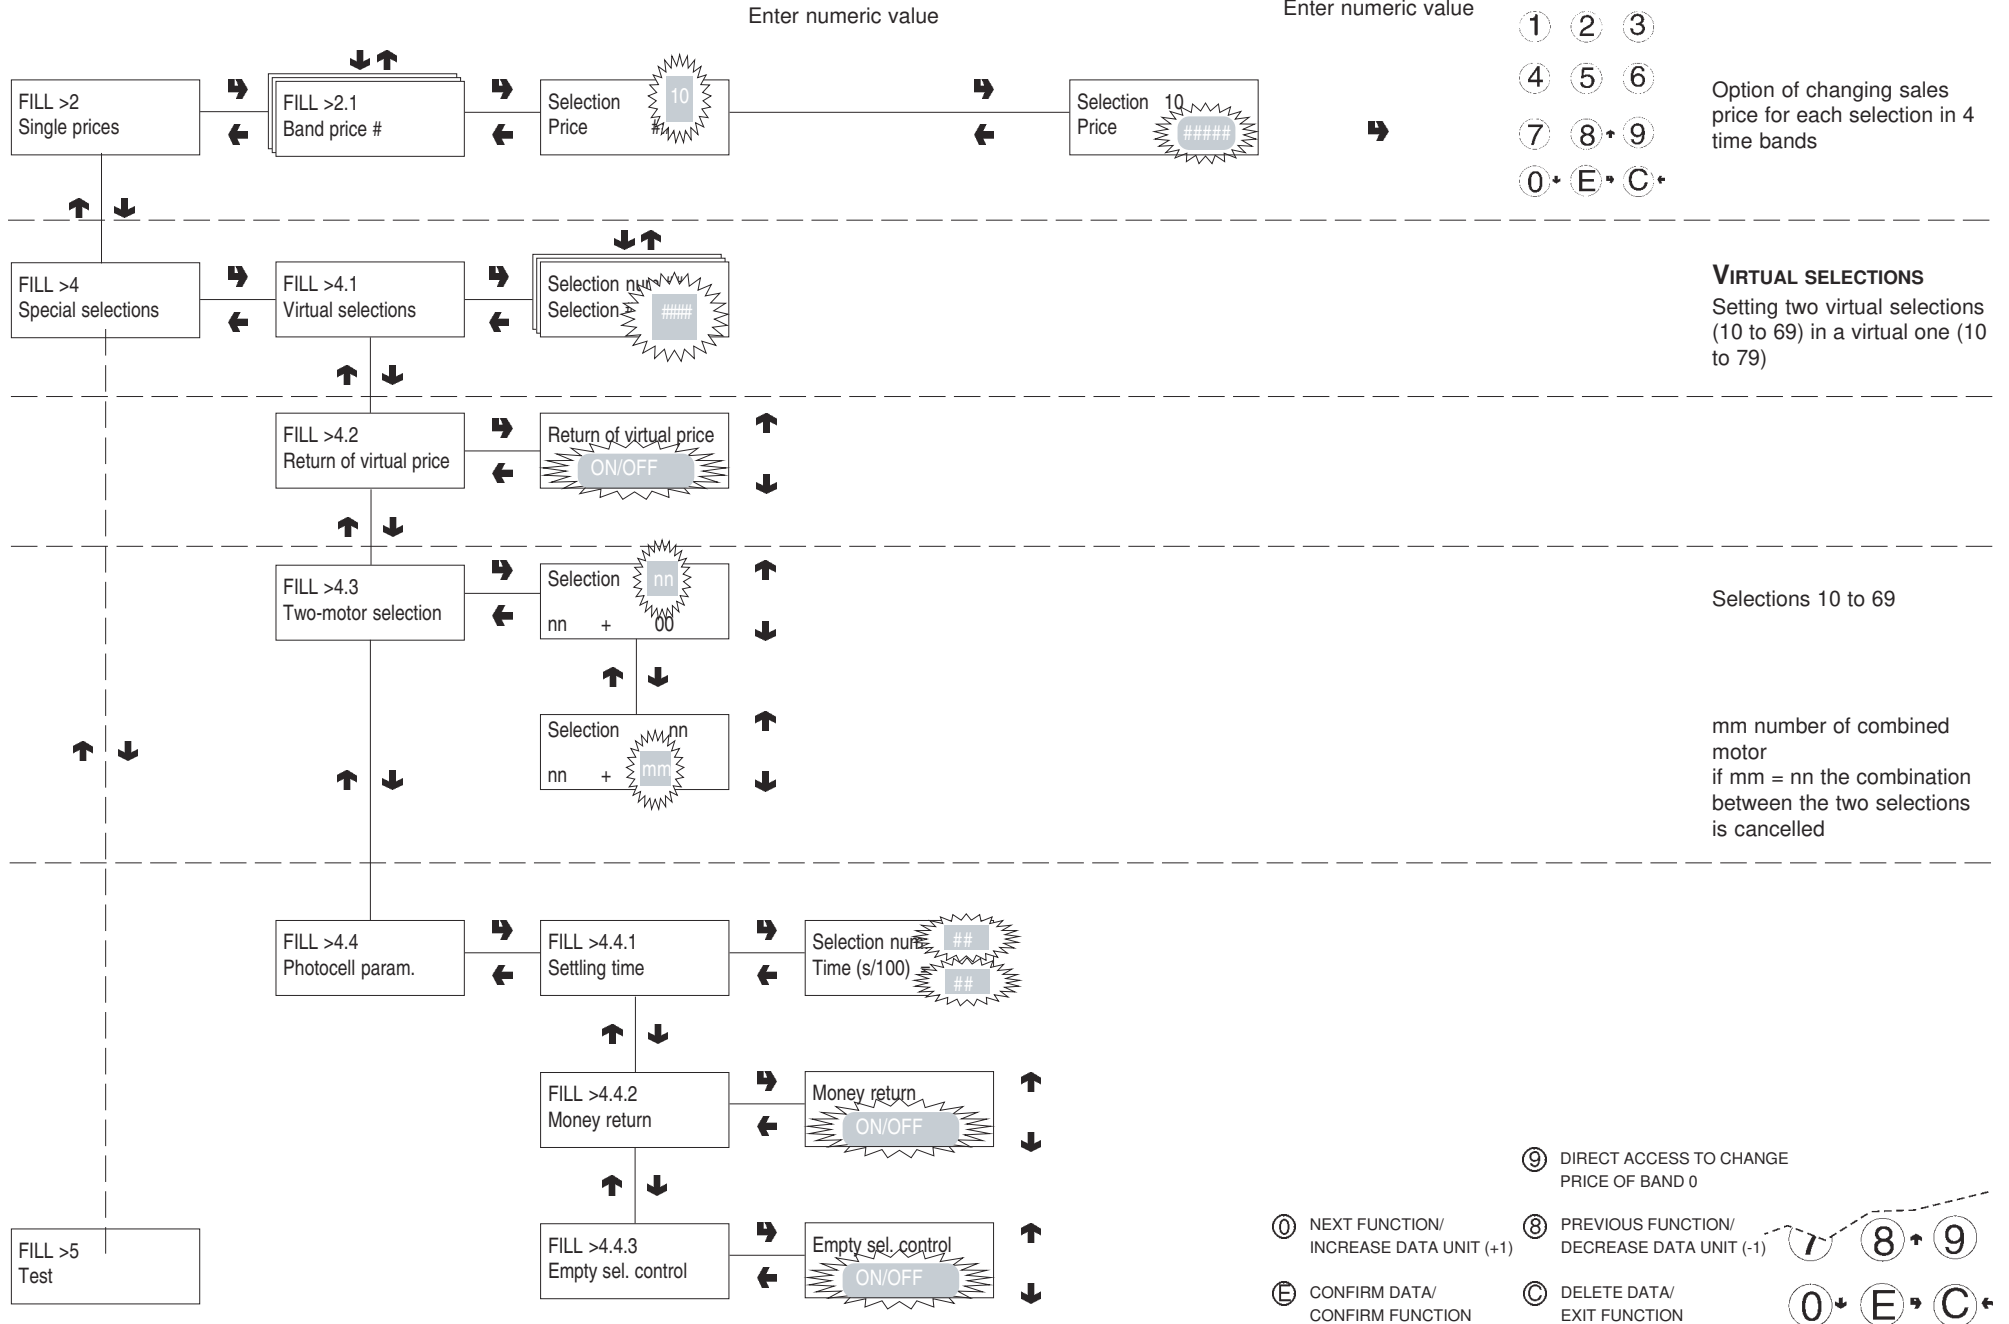 Enter numeric value
Enter numeric value
1 2 3
4 5 6
7 8 9
0 E C
FILL >2
Single prices
FILL >2.1
Band price #
Selection 10
Price
Selection 10
Price #####
Option of changing sales
price for each selection in 4
time bands
FILL >4
Special selections
FILL >4.1
Virtual selections
Selection
Selection ####
VIRTUAL SELECTIONS
Setting two virtual selections
(10 to 69) in a virtual one (10
to 79)
FILL >4.2
Return of virtual price
Return of virtual price
ON/OFF
FILL >4.3
Two-motor selection
Selection nn
nn + 00
Selections 10 to 69
Selection nn
nn + mm
mm number of combined
motor
if mm = nn the combination
between the two selections
is cancelled
FILL >4.4
Photocell param.
FILL >4.4.1
Settling time
Selection num ##
Time (s/100) ##
FILL >4.4.2
Money return
Money return
ON/OFF
FILL >5
Test
FILL >4.4.3
Empty sel. control
Empty sel. control
ON/OFF
9 DIRECT ACCESS TO CHANGE
PRICE OF BAND 0
0 NEXT FUNCTION/
INCREASE DATA UNIT (+1)
8 PREVIOUS FUNCTION/
DECREASE DATA UNIT (-1)
E CONFIRM DATA/
CONFIRM FUNCTION
C DELETE DATA/
EXIT FUNCTION
7 8 9
0 E C